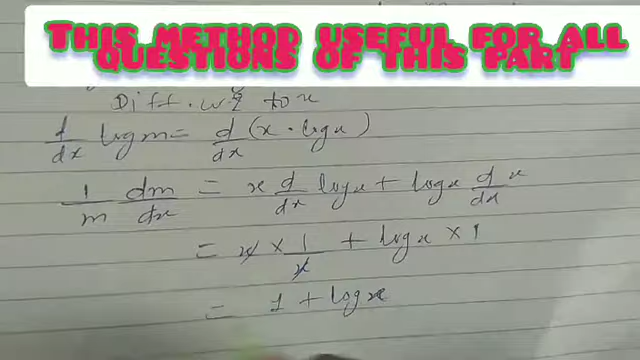 THIS METHOD USEFUL FOR ALL
QUESTIONS OF THIS PART
Diff. w.r. to x
d/dx log m = d/dx (x · log x)
1/m dm/dx = x d/dx log x + log x d/dx x
= x × 1/x + log x × 1
= 1 + log x